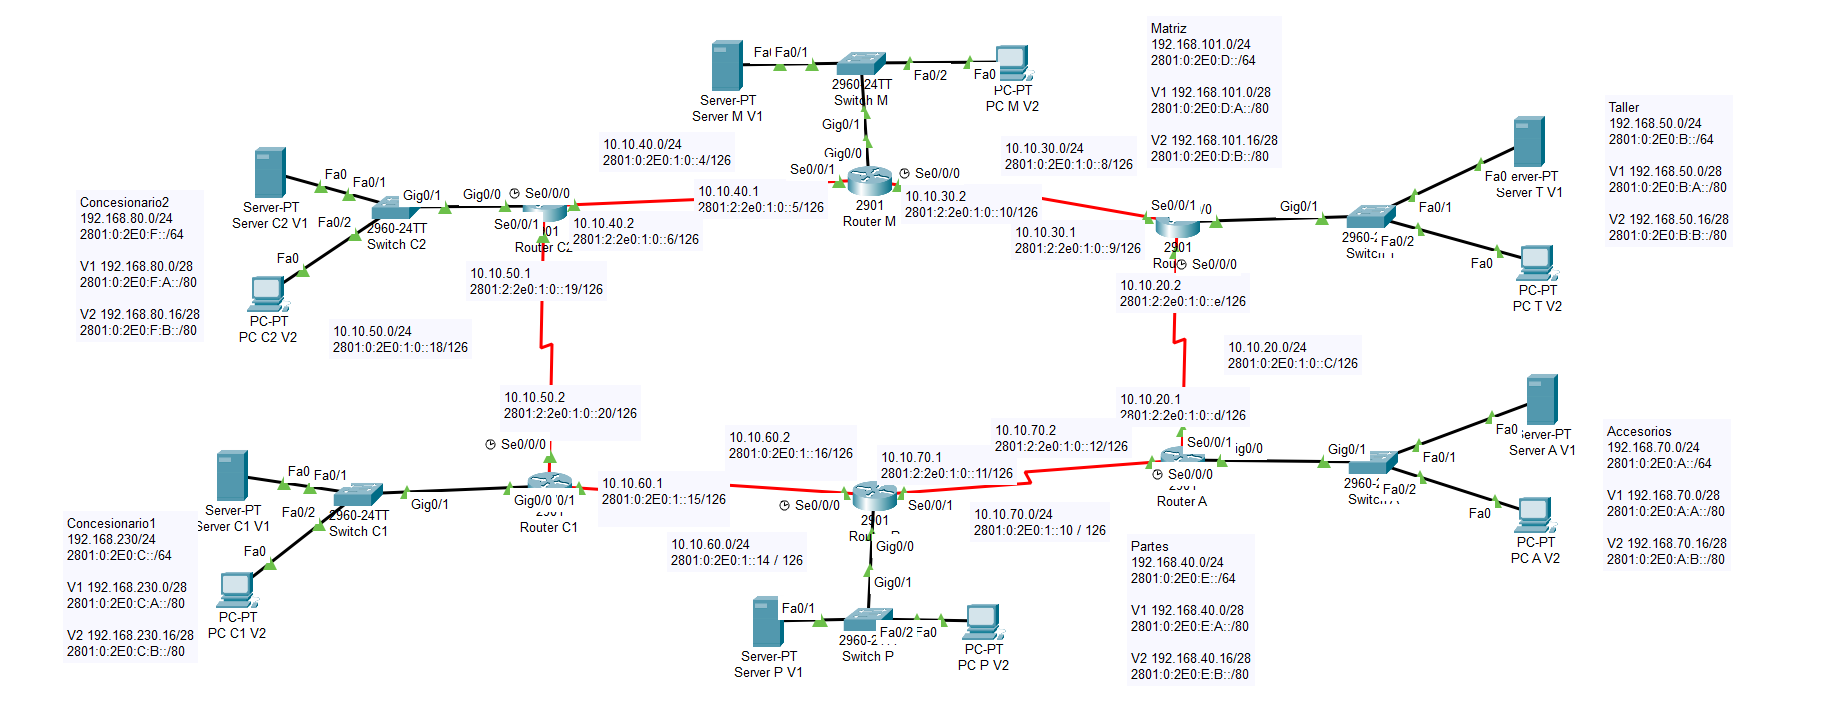 Matriz
192.168.101.0/24
2801:0:2E0:D::/64
V1 192.168.101.0/28
2801:0:2E0:D:A::/80
V2 192.168.101.16/28
2801:0:2E0:D:B::/80
Fa0/1
Server-PT
Server M V1
2960-24TT
Switch M
Fa0/2
Fa0
PC-PT
PC M V2
Gig0/1
Gig0/0
Se0/0/1
Se0/0/0
2901
Router M
10.10.40.0/24
2801:0:2E0:1:0::4/126
10.10.30.0/24
2801:0:2E0:1:0::8/126
10.10.40.1
2801:2:2e0:1:0::5/126
10.10.30.2
2801:2:2e0:1:0::10/126
10.10.30.1
2801:2:2e0:1:0::9/126
Taller
192.168.50.0/24
2801:0:2E0:B::/64
V1 192.168.50.0/28
2801:0:2E0:B:A::/80
V2 192.168.50.16/28
2801:0:2E0:B:B::/80
Fa0
erver-PT
Server T V1
Fa0/1
Gig0/1
Se0/0/1
/0
2901
Se0/0/0
Fa0/2
Fa0
PC-PT
PC T V2
10.10.20.2
2801:2:2e0:1:0::e/126
Concesionario2
192.168.80.0/24
2801:0:2E0:F::/64
V1 192.168.80.0/28
2801:0:2E0:F:A::/80
V2 192.168.80.16/28
2801:0:2E0:F:B::/80
Fa0
Fa0/1
Server-PT
Server C2 V1
Fa0/2
Gig0/1
Gig0/0
Se0/0/0
2960-24TT
Switch C2
Se0/0/1
01
Router C2
10.10.40.2
2801:2:2e0:1:0::6/126
Fa0
PC-PT
PC C2 V2
10.10.50.1
2801:2:2e0:1:0::19/126
10.10.50.0/24
2801:0:2E0:1:0::18/126
10.10.20.0/24
2801:0:2E0:1:0::C/126
10.10.50.2
2801:2:2e0:1:0::20/126
10.10.20.1
2801:2:2e0:1:0::d/126
Se0/0/0
10.10.60.2
2801:0:2E0:1::16/126
10.10.70.2
2801:2:2e0:1:0::12/126
10.10.70.1
2801:2:2e0:1:0::11/126
Se0/0/1
ig0/0
Gig0/1
Se0/0/0
Router A
Fa0
erver-PT
Server A V1
Fa0/1
Fa0/2
Fa0
PC-PT
PC A V2
Accesorios
192.168.70.0/24
2801:0:2E0:A::/64
V1 192.168.70.0/28
2801:0:2E0:A:A::/80
V2 192.168.70.16/28
2801:0:2E0:A:B::/80
Fa0
Fa0/1
Server-PT
Server C1 V1
Fa0/2
Gig0/1
2960-24TT
Switch C1
Gig0/0
0/1
Router C1
10.10.60.1
2801:0:2E0:1::15/126
Se0/0/0
Se0/0/1
2901
10.10.70.0/24
2801:0:2E0:1::10 / 126
10.10.60.0/24
2801:0:2E0:1::14 / 126
Gig0/0
Gig0/1
Concesionario1
192.168.230/24
2801:0:2E0:C::/64
V1 192.168.230.0/28
2801:0:2E0:C:A::/80
V2 192.168.230.16/28
2801:0:2E0:C:B::/80
Fa0
PC-PT
PC C1 V2
Fa0/1
Server-PT
Server P V1
Fa0/2
Fa0
Switch P
PC-PT
PC P V2
Partes
192.168.40.0/24
2801:0:2E0:E::/64
V1 192.168.40.0/28
2801:0:2E0:E:A::/80
V2 192.168.40.16/28
2801:0:2E0:E:B::/80